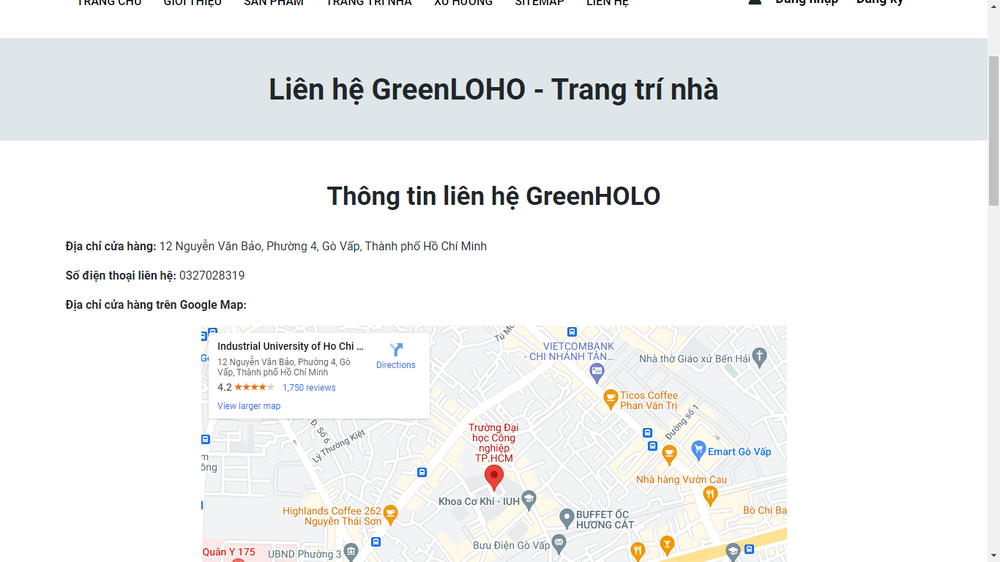 TRANG CHỦ GIỚI THIỆU SẢN PHẨM TRANG TRÍ NHÀ XU HƯỚNG SITEMAP LIÊN HỆ Đăng nhập Đăng ký
Liên hệ GreenLOHO - Trang trí nhà
Thông tin liên hệ GreenHOLO
Địa chỉ cửa hàng: 12 Nguyễn Văn Bảo, Phường 4, Gò Vấp, Thành phố Hồ Chí Minh
Số điện thoại liên hệ: 0327028319
Địa chỉ cửa hàng trên Google Map:
Industrial University of Ho Chi ...
12 Nguyễn Văn Bảo, Phường 4, Gò
Vấp, Thành phố Hồ Chí Minh
Directions
4.2 1,750 reviews
View larger map
VIETCOMBANK
- CHI NHÁNH TÂN...
Nhà thờ Giáo xứ Bến Hải
Ticos Coffee
Phan Văn Trị
Đường số 1
Đ. Số 6
Lý Thường Kiệt
Trường Đại
học Công
nghiệp
TP.HCM
Emart Gò Vấp
Nhà hàng Vườn Cau
Khoa Cơ Khí - IUH
Highlands Coffee 262
Nguyễn Thái Sơn
BUFFET ỐC
HƯƠNG CÁT
Bò Chị Ba
Bưu Điện Gò Vấp
Quân Y 175
UBND Phường 3